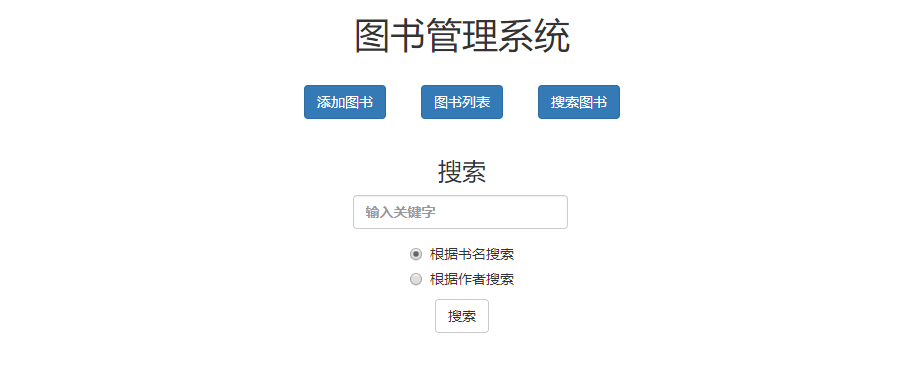 图书管理系统
添加图书 图书列表 搜索图书
搜索
输入关键字
根据书名搜索
根据作者搜索
搜索